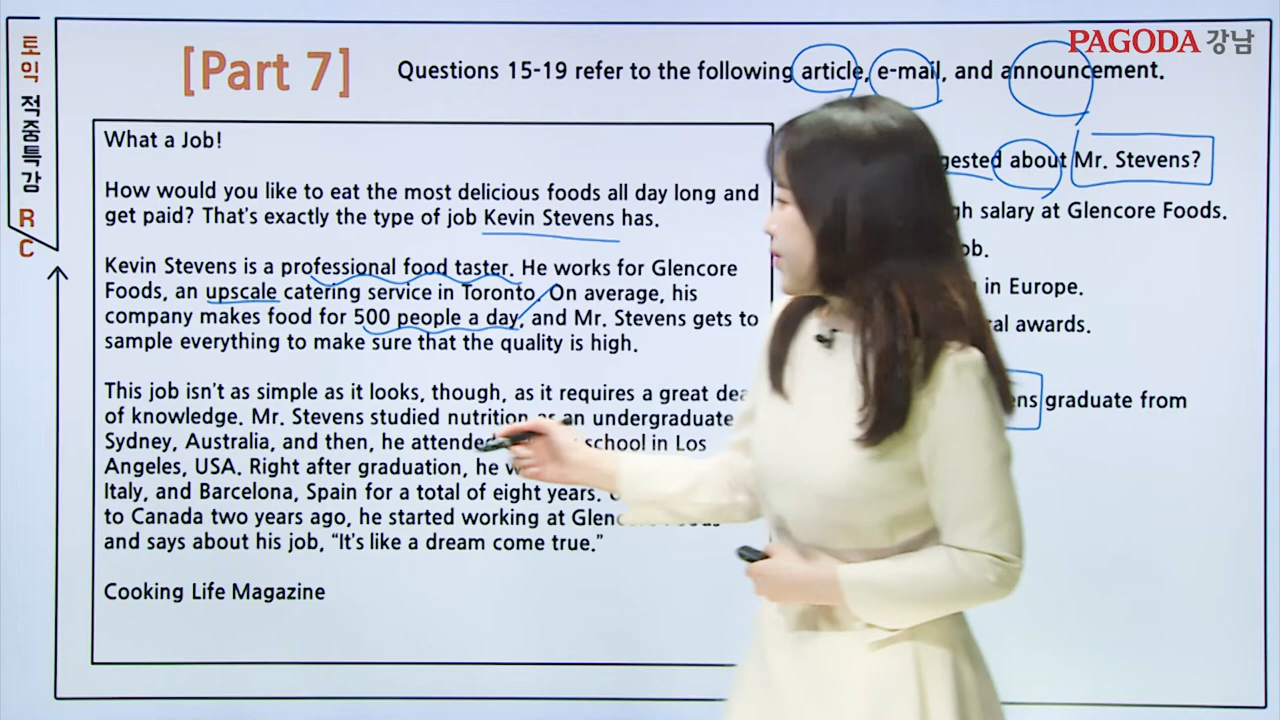 PAGODA 강남
토익 적중특강 RC
[Part 7]
Questions 15-19 refer to the following article, e-mail, and announcement.
What a Job!
How would you like to eat the most delicious foods all day long and
get paid? That's exactly the type of job Kevin Stevens has.
Kevin Stevens is a professional food taster. He works for Glencore
Foods, an upscale catering service in Toronto. On average, his
company makes food for 500 people a day, and Mr. Stevens gets to
sample everything to make sure that the quality is high.
This job isn't as simple as it looks, though, as it requires a great
of knowledge. Mr. Stevens studied nutrition as an undergraduate
Sydney, Australia, and then, he attended school in Los
Angeles, USA. Right after graduation, he
Italy, and Barcelona, Spain for a total of eight years.
to Canada two years ago, he started working at
and says about his job, “It's like a dream come true.”
Cooking Life Magazine
about Mr. Stevens?
salary at Glencore Foods.
in Europe.
awards.
graduate from